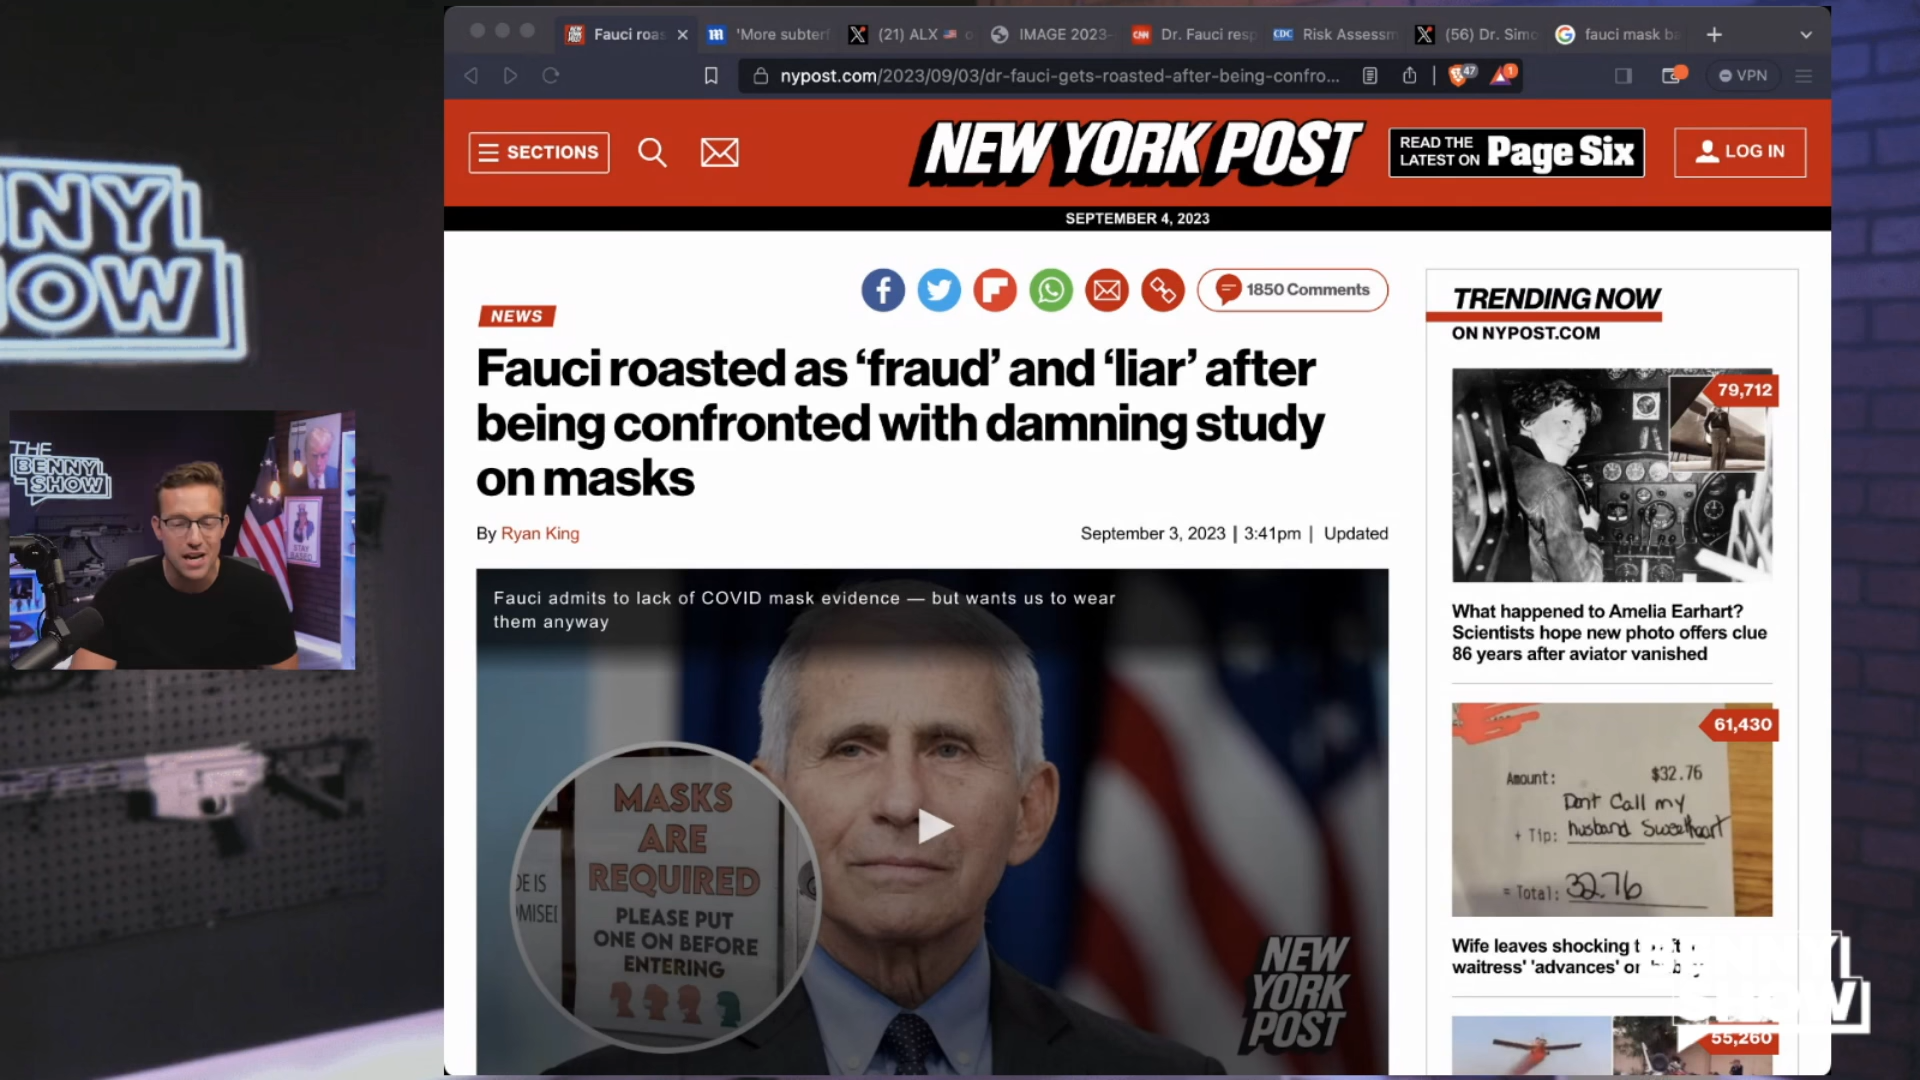 Fauci roas
'More subterf
(21) ALX
IMAGE 2023-
Dr. Fauci resp
Risk Assessm
(56) Dr. Simo
fauci mask ba
nypost.com/2023/09/03/dr-fauci-gets-roasted-after-being-confro...
47
1
VPN
SECTIONS
NEW YORK POST
READ THE
LATEST ON
Page Six
LOG IN
SEPTEMBER 4, 2023
1850 Comments
NEWS
Fauci roasted as ‘fraud’ and ‘liar’ after
being confronted with damning study
on masks
By Ryan King
September 3, 2023 | 3:41pm | Updated
Fauci admits to lack of COVID mask evidence — but wants us to wear
them anyway
MASKS
ARE
REQUIRED
PLEASE PUT
ONE ON BEFORE
ENTERING
NEW
YORK
POST
TRENDING NOW
ON NYPOST.COM
79,712
What happened to Amelia Earhart?
Scientists hope new photo offers clue
86 years after aviator vanished
61,430
Amount: $32.76
Dont Call my
+ Tip: husband Sweetheart
= Total: 32.76
Wife leaves shocking
waitress' 'advances'
55,260
THE
BENNY
SHOW
STAY
BASED
NNY
OW